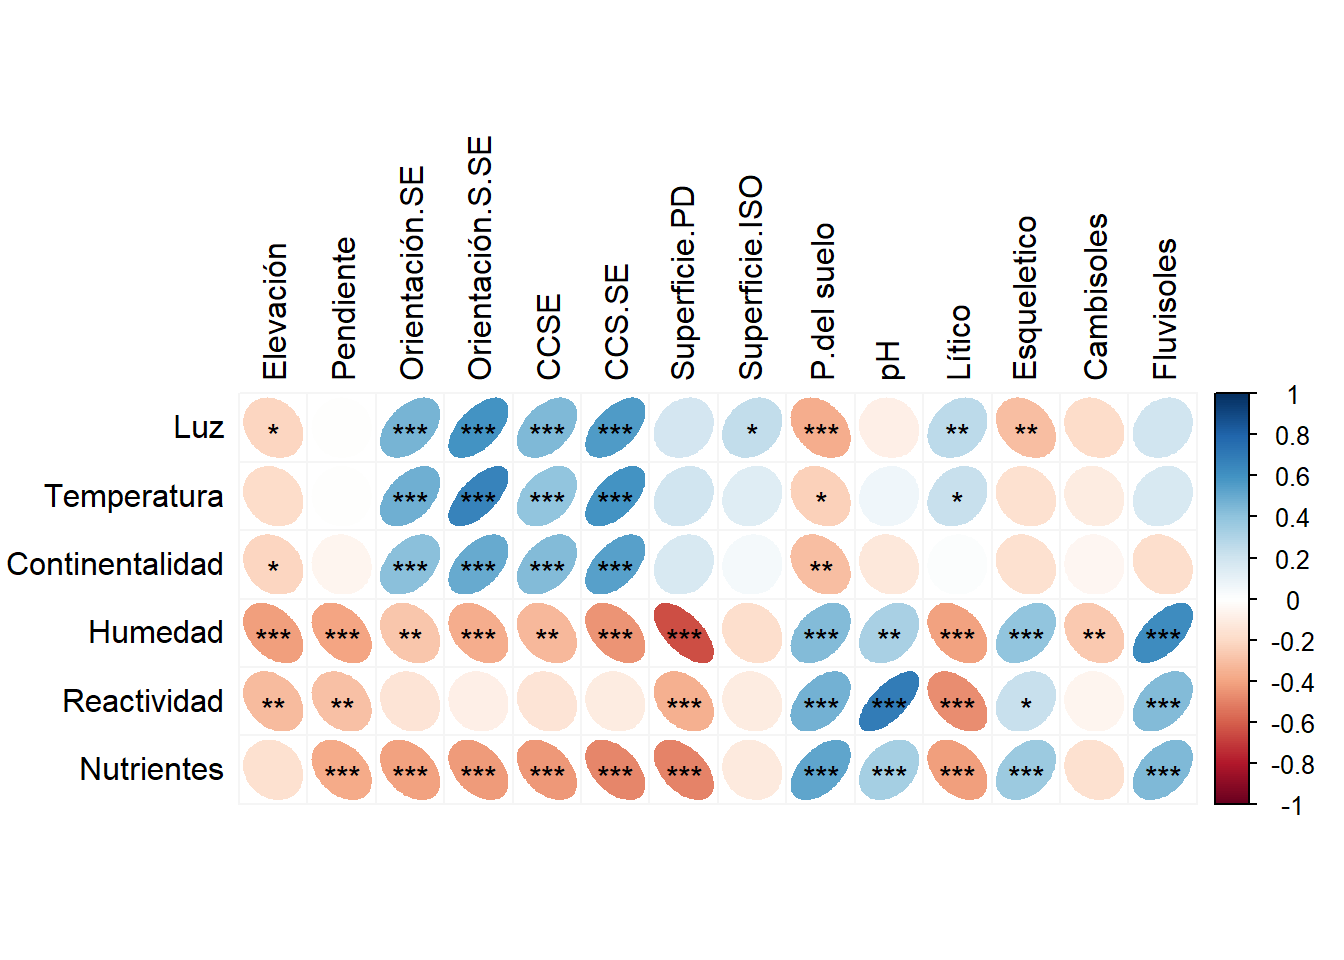 Elevación
Pendiente
Orientación.SE
Orientación.S.SE
CCSE
CCS.SE
Superficie.PD
Superficie.ISO
P.del suelo
pH
Lítico
Esqueletico
Cambisoles
Fluvisoles
Luz * *** *** *** *** * *** ** **
Temperatura *** *** *** *** * *
Continentalidad * *** *** *** *** **
Humedad *** *** ** *** ** *** *** *** ** *** *** ** ***
Reactividad ** ** *** *** *** *** * ***
Nutrientes *** *** *** *** *** *** *** *** *** *** ***
1
0.8
0.6
0.4
0.2
0
-0.2
-0.4
-0.6
-0.8
-1